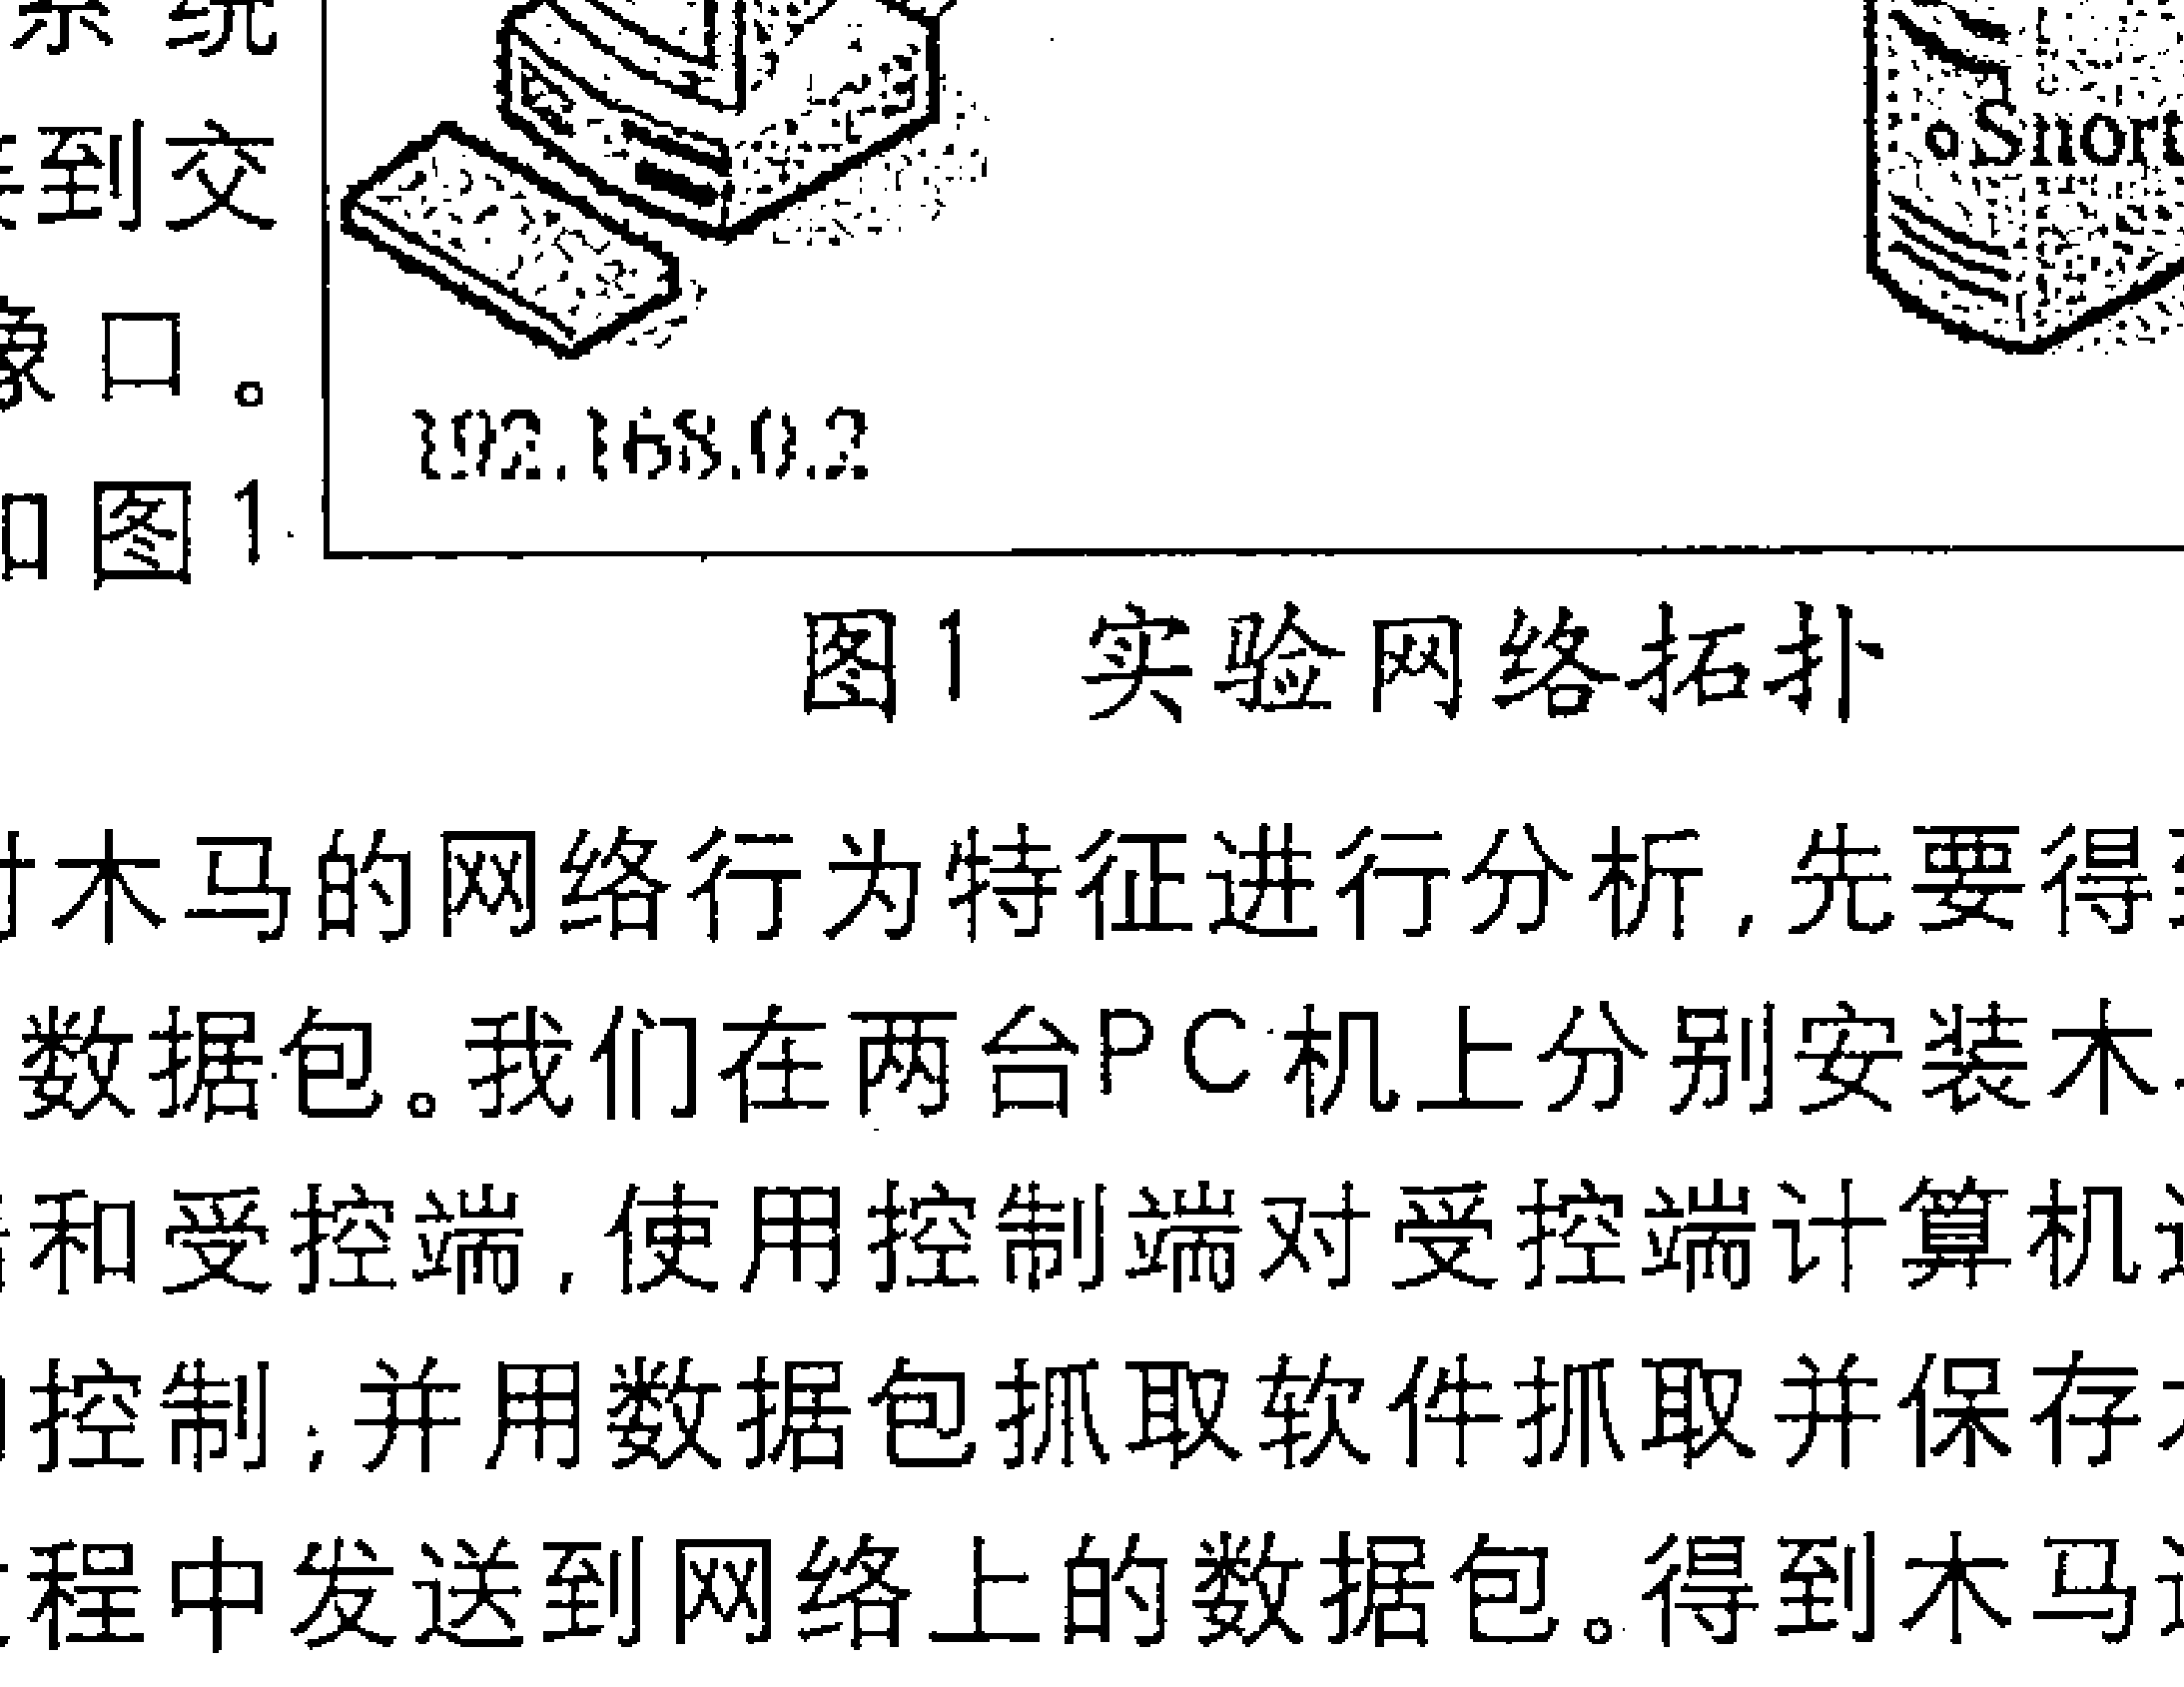 系统
到交
像口。
图1
192.168.0.2
Snort
图1 实验网络拓扑
对木马的网络行为特征进行分析,先要得到
数据包。我们在两台PC机上分别安装木
和受控端,使用控制端对受控端计算机进
控制;并用数据包抓取软件抓取并保存
程中发送到网络上的数据包。得到木马